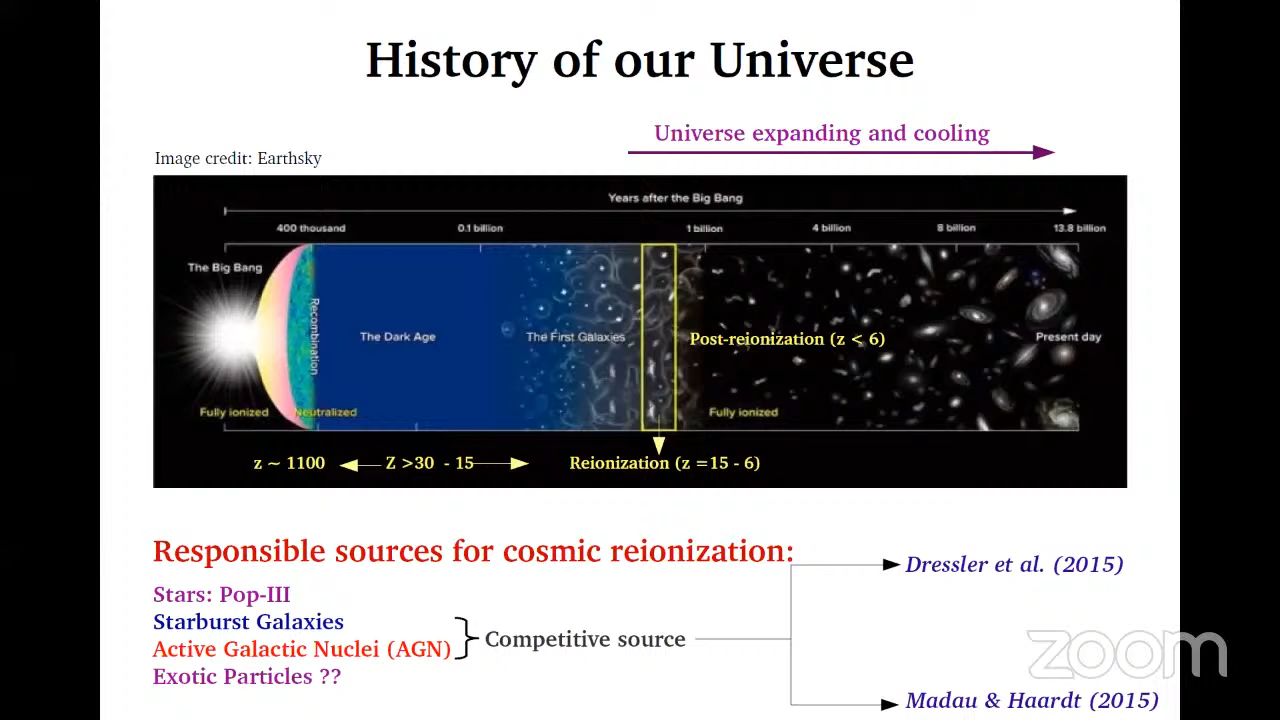 History of our Universe
Universe expanding and cooling
Image credit: Earthsky
Years after the Big Bang
400 thousand 0.1 billion 1 billion 4 billion 8 billion 13.8 billion
The Big Bang
Recombination
The Dark Age The First Galaxies Post-reionization (z < 6) Present day
Fully ionized Neutralized Fully ionized
z ~ 1100 Z >30 - 15 Reionization (z =15 - 6)
Responsible sources for cosmic reionization:
Dressler et al. (2015)
Stars: Pop-III
Starburst Galaxies
Competitive source
Active Galactic Nuclei (AGN)
Exotic Particles ??
zoom
Madau & Haardt (2015)